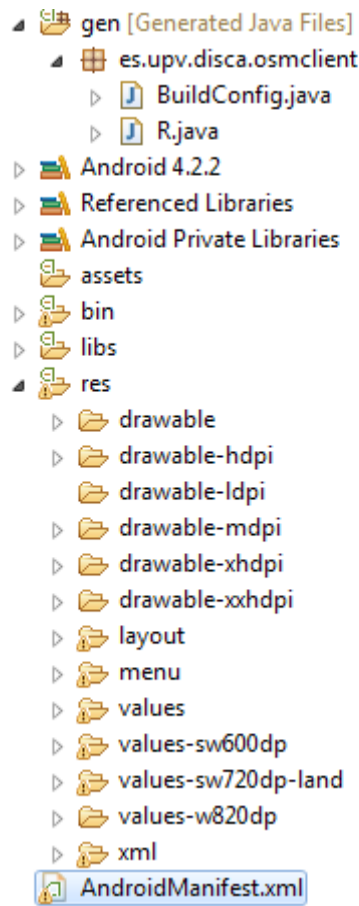 gen [Generated Java Files]
es.upv.disca.osmclient
BuildConfig.java
R.java
Android 4.2.2
Referenced Libraries
Android Private Libraries
assets
bin
libs
res
drawable
drawable-hdpi
drawable-ldpi
drawable-mdpi
drawable-xhdpi
drawable-xxhdpi
layout
menu
values
values-sw600dp
values-sw720dp-land
values-w820dp
xml
AndroidManifest.xml